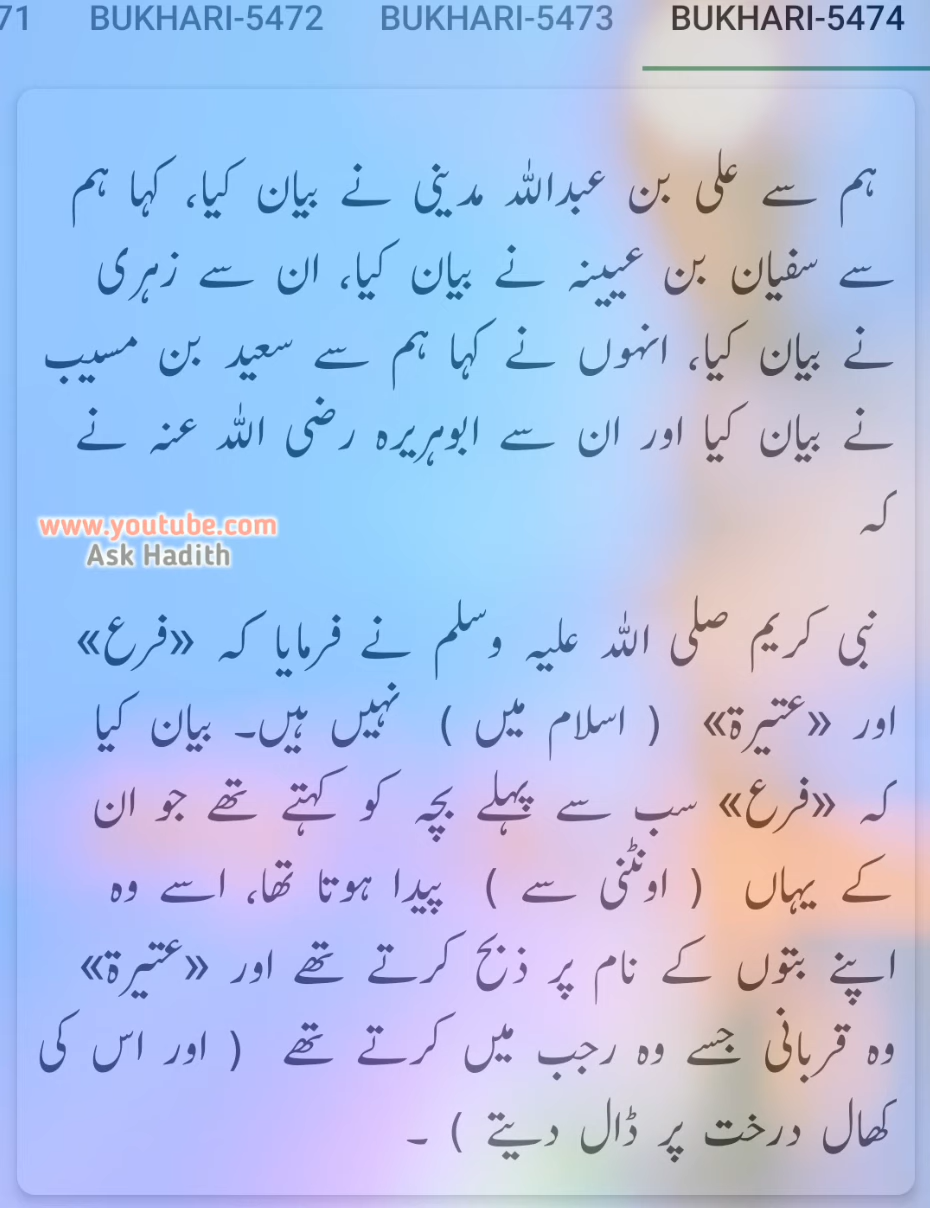 71 BUKHARI-5472 BUKHARI-5473 BUKHARI-5474
ہم سے علی بن عبداللہ مدینی نے بیان کیا، کہا ہم
سے سفیان بن عیینہ نے بیان کیا، ان سے زہری
نے بیان کیا، انہوں نے کہا ہم سے سعید بن مسیب
نے بیان کیا اور ان سے ابوہریرہ رضی اللہ عنہ نے
کہ
www.youtube.com
Ask Hadith
نبی کریم صلی اللہ علیہ وسلم نے فرمایا کہ «فرع»
اور «عتيرة» ( اسلام میں ) نہیں ہیں۔ بیان کیا
کہ «فرع» سب سے پہلے بچہ کو کہتے تھے جو ان
کے یہاں ( اونٹنی سے ) پیدا ہوتا تھا، اسے وہ
اپنے بتوں کے نام پر ذبح کرتے تھے اور «عتيرة»
وہ قربانی جسے وہ رجب میں کرتے تھے ( اور اس کی
کھال درخت پر ڈال دیتے ) ۔